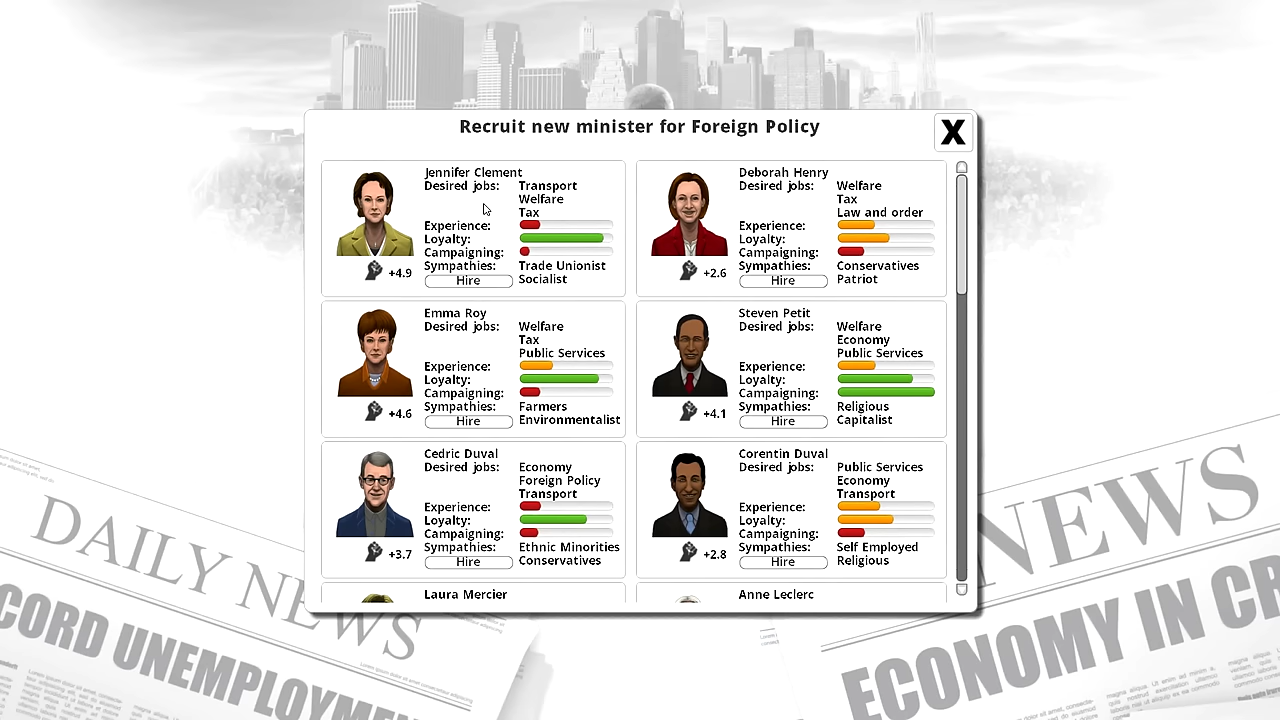 Recruit new minister for Foreign Policy
X
Jennifer Clement
Desired jobs: Transport
Welfare
Tax
Experience:
Loyalty:
Campaigning:
Sympathies: Trade Unionist
+4.9 Hire Socialist
Deborah Henry
Desired jobs: Welfare
Tax
Law and order
Experience:
Loyalty:
Campaigning:
Sympathies: Conservatives
+2.6 Hire Patriot
Emma Roy
Desired jobs: Welfare
Tax
Public Services
Experience:
Loyalty:
Campaigning:
Sympathies: Farmers
+4.6 Hire Environmentalist
Steven Petit
Desired jobs: Welfare
Economy
Public Services
Experience:
Loyalty:
Campaigning:
Sympathies: Religious
+4.1 Hire Capitalist
Cedric Duval
Desired jobs: Economy
Foreign Policy
Transport
Experience:
Loyalty:
Campaigning:
Sympathies: Ethnic Minorities
+3.7 Hire Conservatives
Corentin Duval
Desired jobs: Public Services
Economy
Transport
Experience:
Loyalty:
Campaigning:
Sympathies: Self Employed
+2.8 Hire Religious
Laura Mercier
Anne Leclerc
DAILY NEWS
CORD UNEMPLOYME
NEWS
ECONOMY IN CR